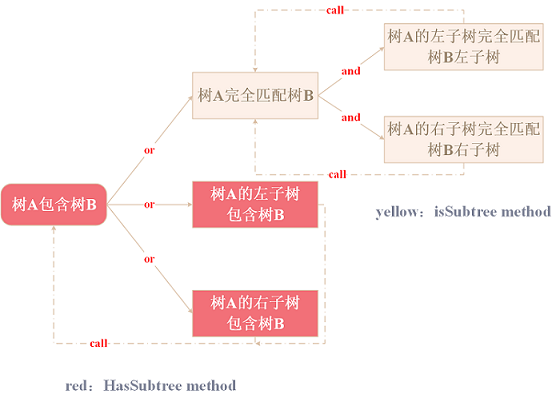 call
树A的左子树完全匹配
树B左子树
and
树A完全匹配树B
and
树A的右子树完全匹配
树B右子树
or
call
树A包含树B
or
树A的左子树
包含树B
yellow：isSubtree method
or
树A的右子树
包含树B
call
red：HasSubtree method